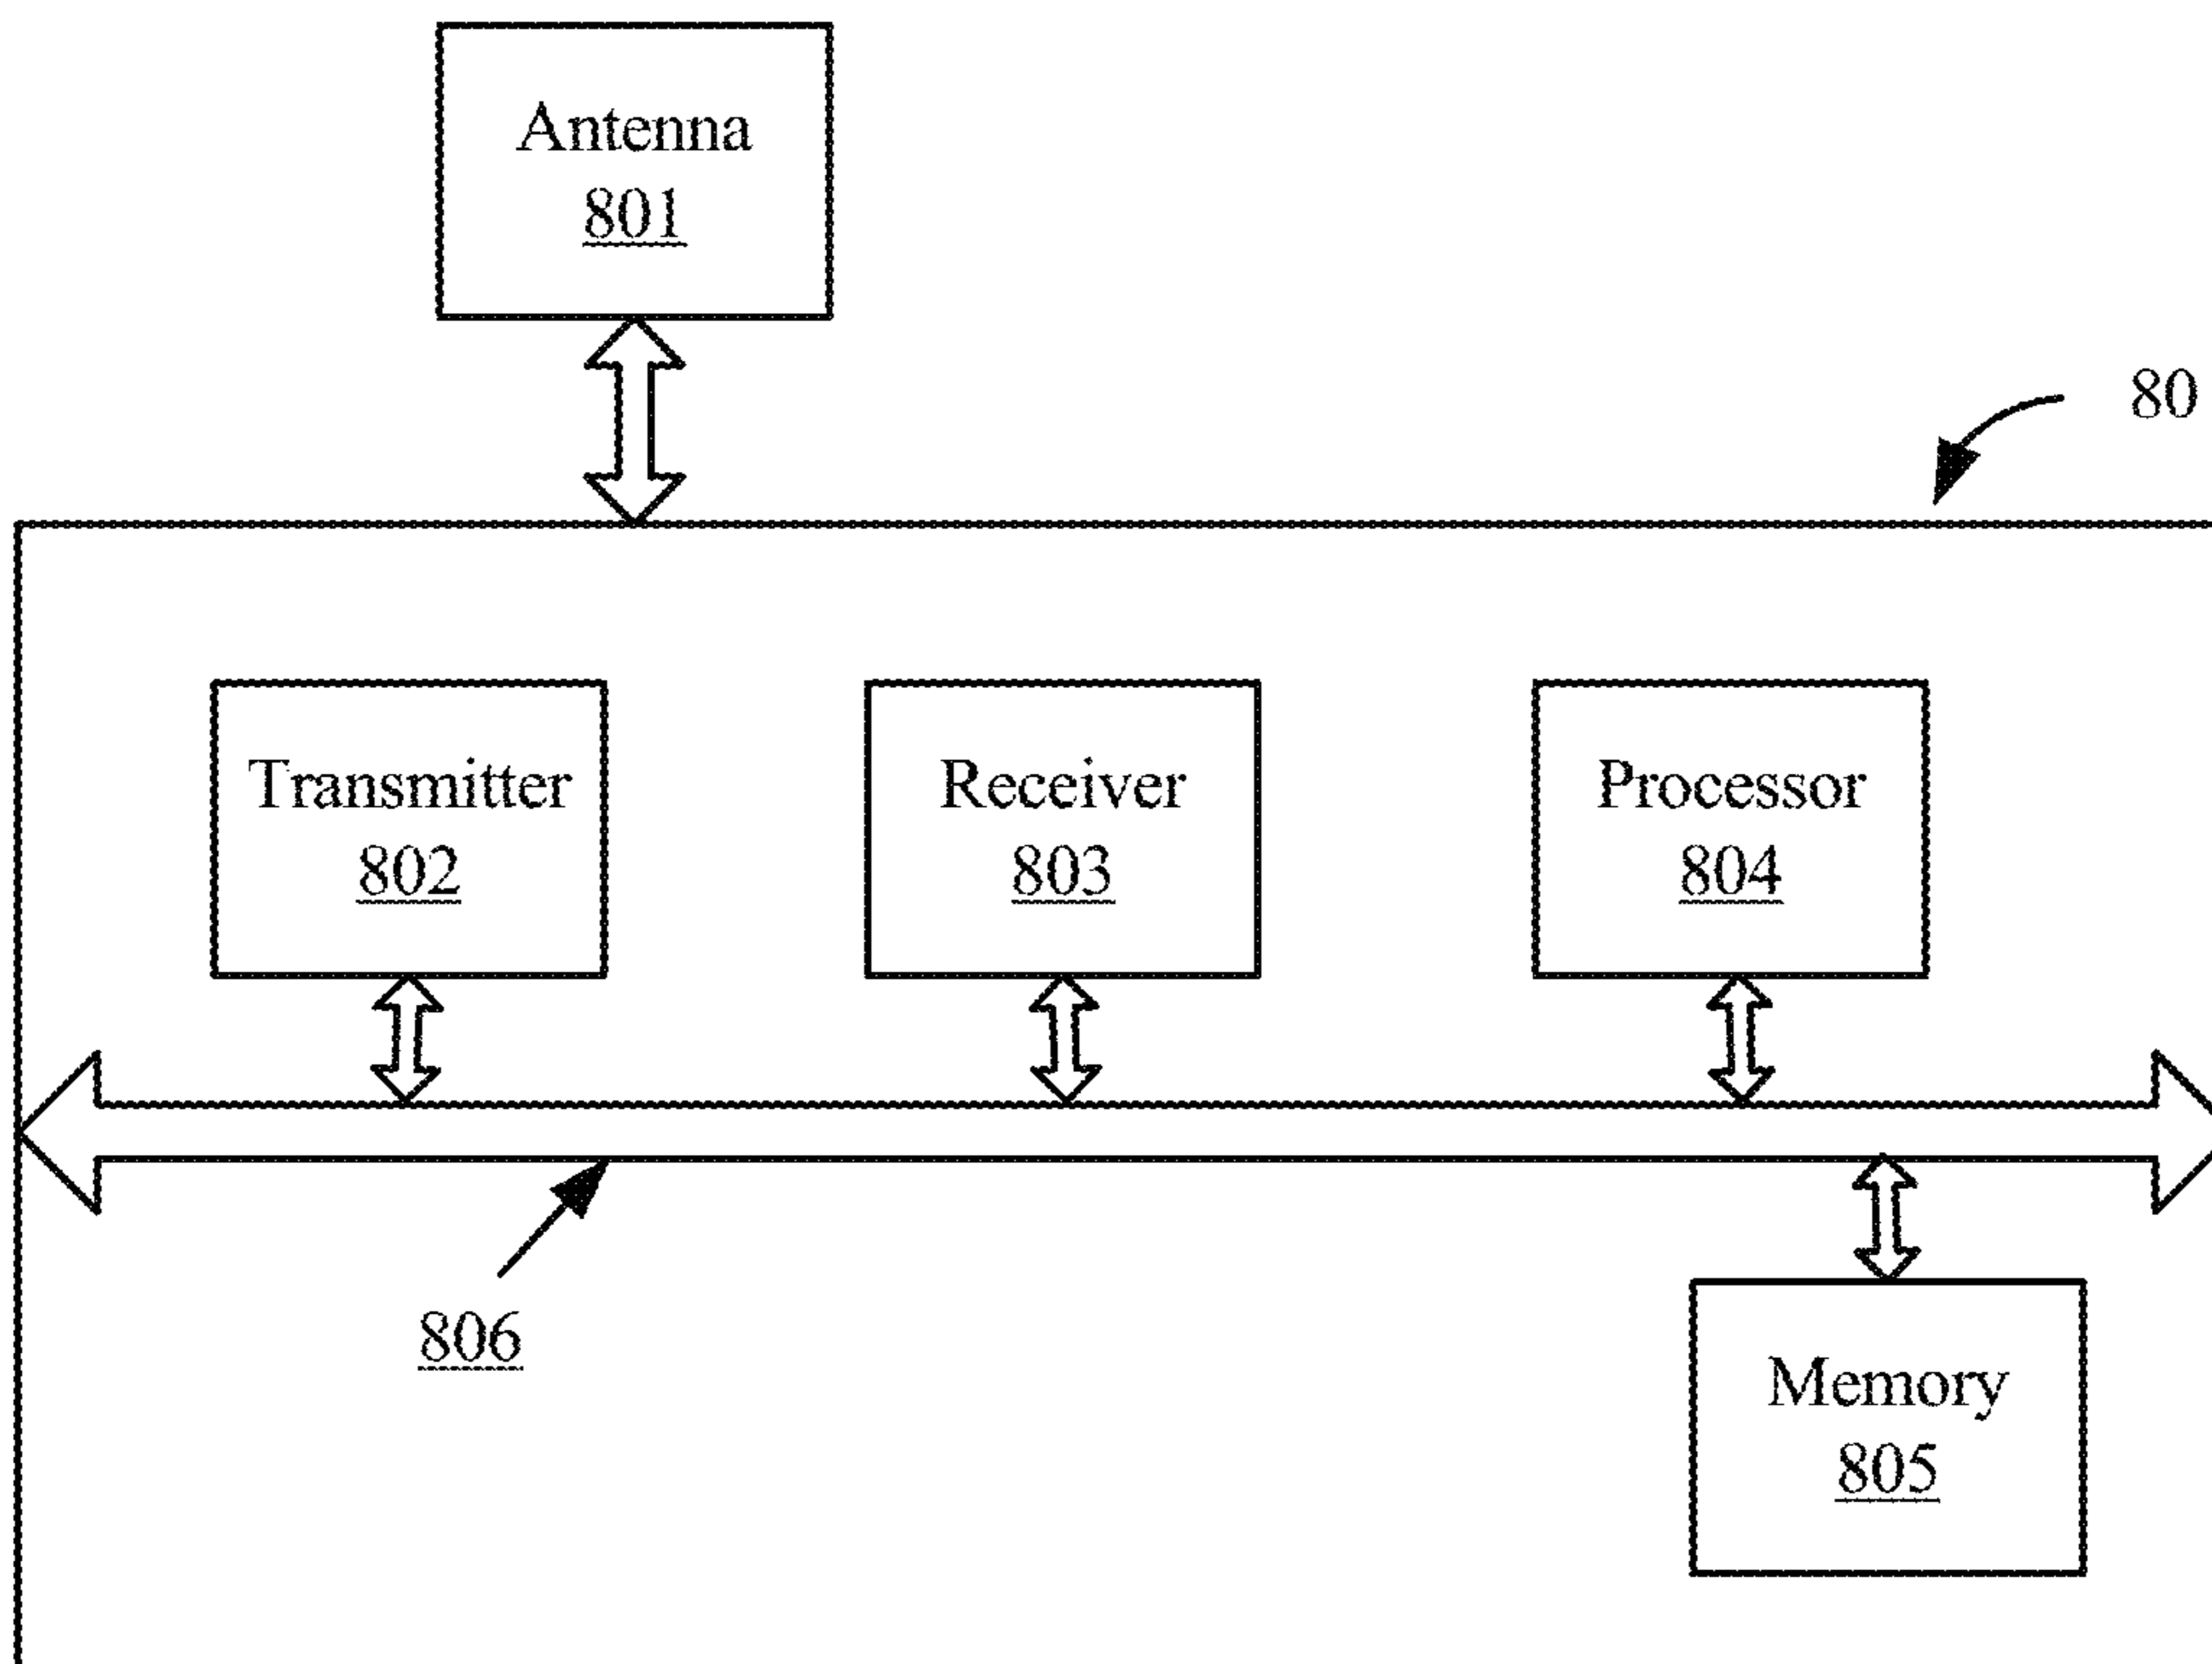 Antenna
801
80
Transmitter
802
Receiver
803
Processor
804
806
Memory
805